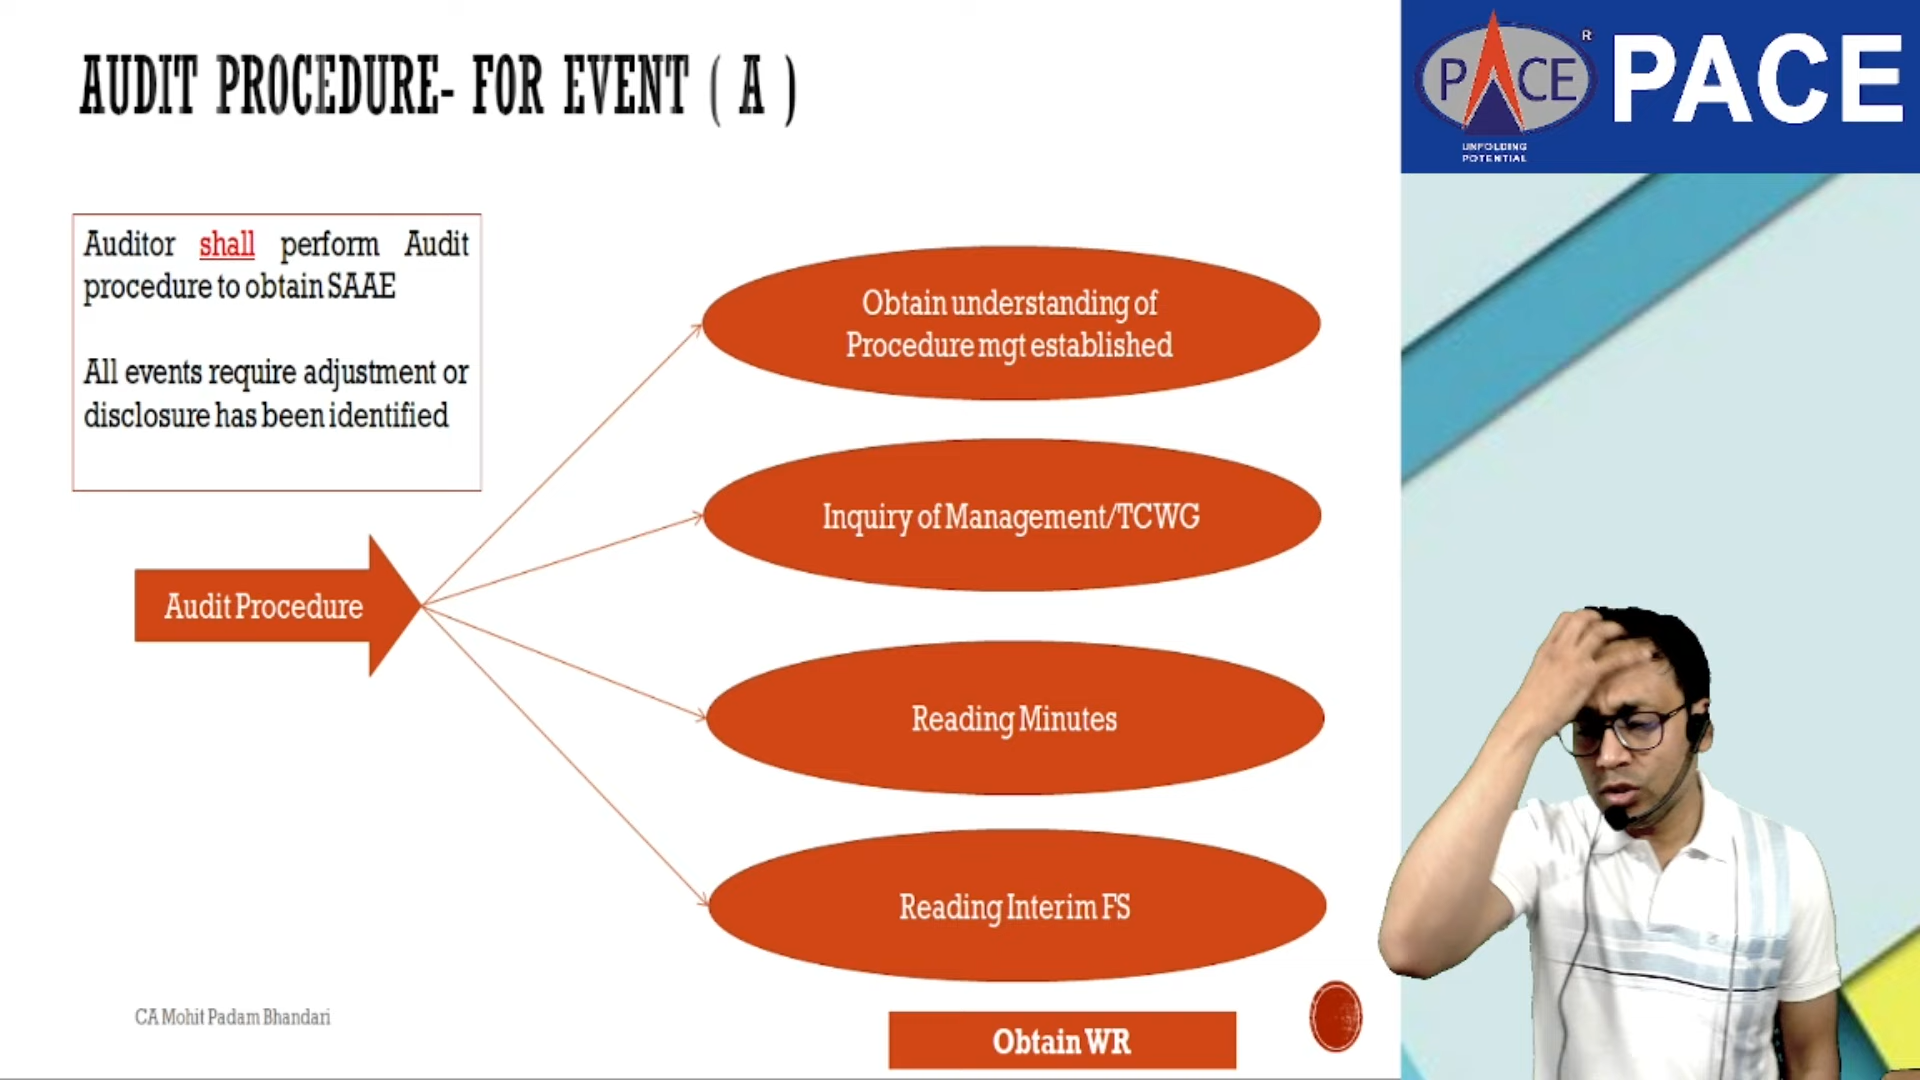 AUDIT PROCEDURE- FOR EVENT ( A )
PACE
R
PACE
UNFOLDING
POTENTIAL
Auditor shall perform Audit
procedure to obtain SAAE
All events require adjustment or
disclosure has been identified
Obtain understanding of
Procedure mgt established
Inquiry of Management/TCWG
Audit Procedure
Reading Minutes
Reading Interim FS
CA Mohit Padam Bhandari
Obtain WR